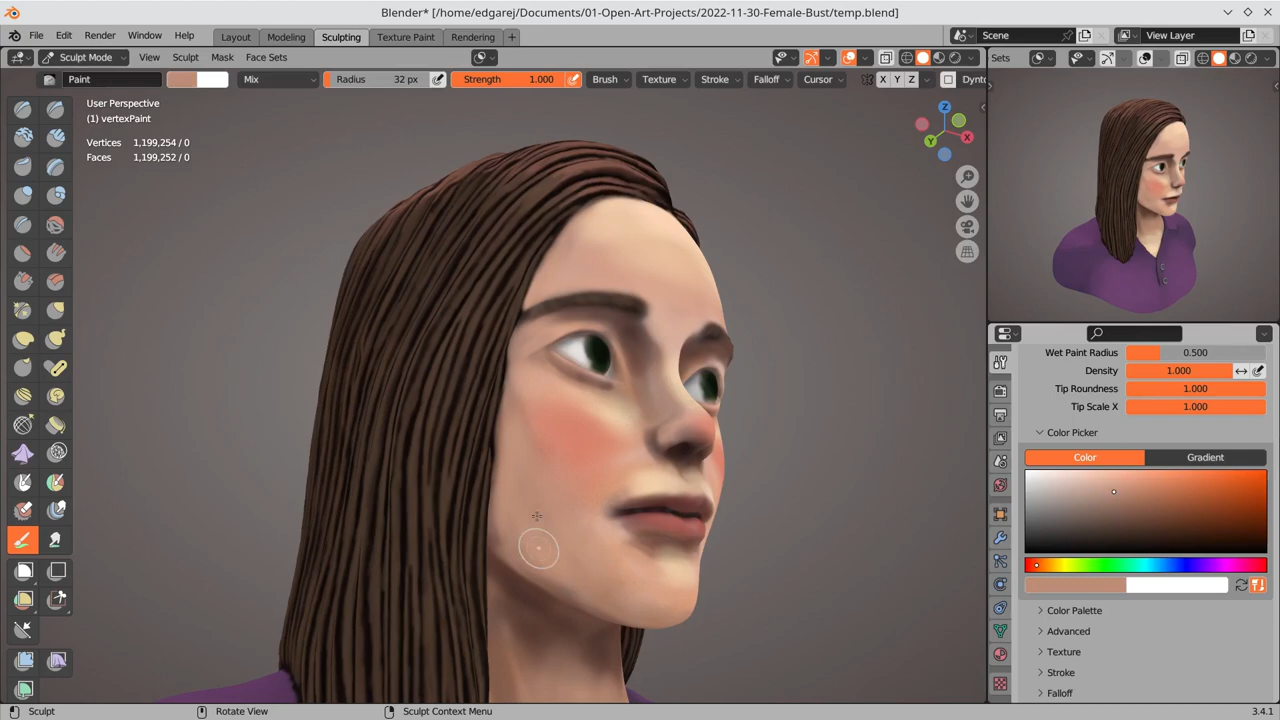 Blender* [/home/edgarej/Documents/01-Open-Art-Projects/2022-11-30-Female-Bust/temp.blend]
File Edit Render Window Help Layout Modeling Sculpting Texture Paint Rendering + Scene View Layer
Sculpt Mode View Sculpt Mask Face Sets Sets
Paint Mix Radius 32 px Strength 1.000 Brush Texture Stroke Falloff Cursor X Y Z Dynto
User Perspective
(1) vertexPaint
Vertices 1,199,254 / 0
Faces 1,199,252 / 0
Z
X
Y
Wet Paint Radius 0.500
Density 1.000
Tip Roundness 1.000
Tip Scale X 1.000
Color Picker
Color Gradient
Color Palette
Advanced
Texture
Stroke
Falloff
Sculpt Rotate View Sculpt Context Menu 3.4.1